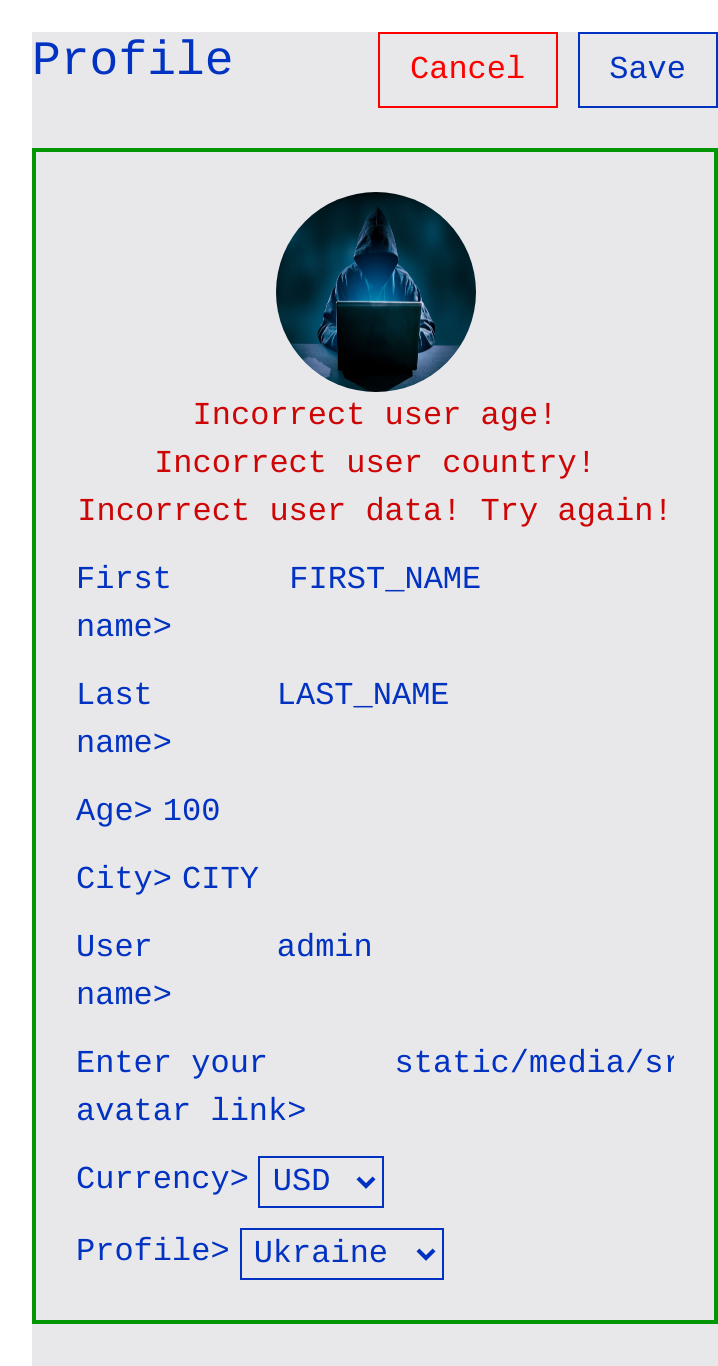 Profile Cancel Save
Incorrect user age!
Incorrect user country!
Incorrect user data! Try again!
First FIRST_NAME
name>
Last LAST_NAME
name>
Age> 100
City> CITY
User admin
name>
Enter your static/media/sr
avatar link>
Currency> USD
Profile> Ukraine